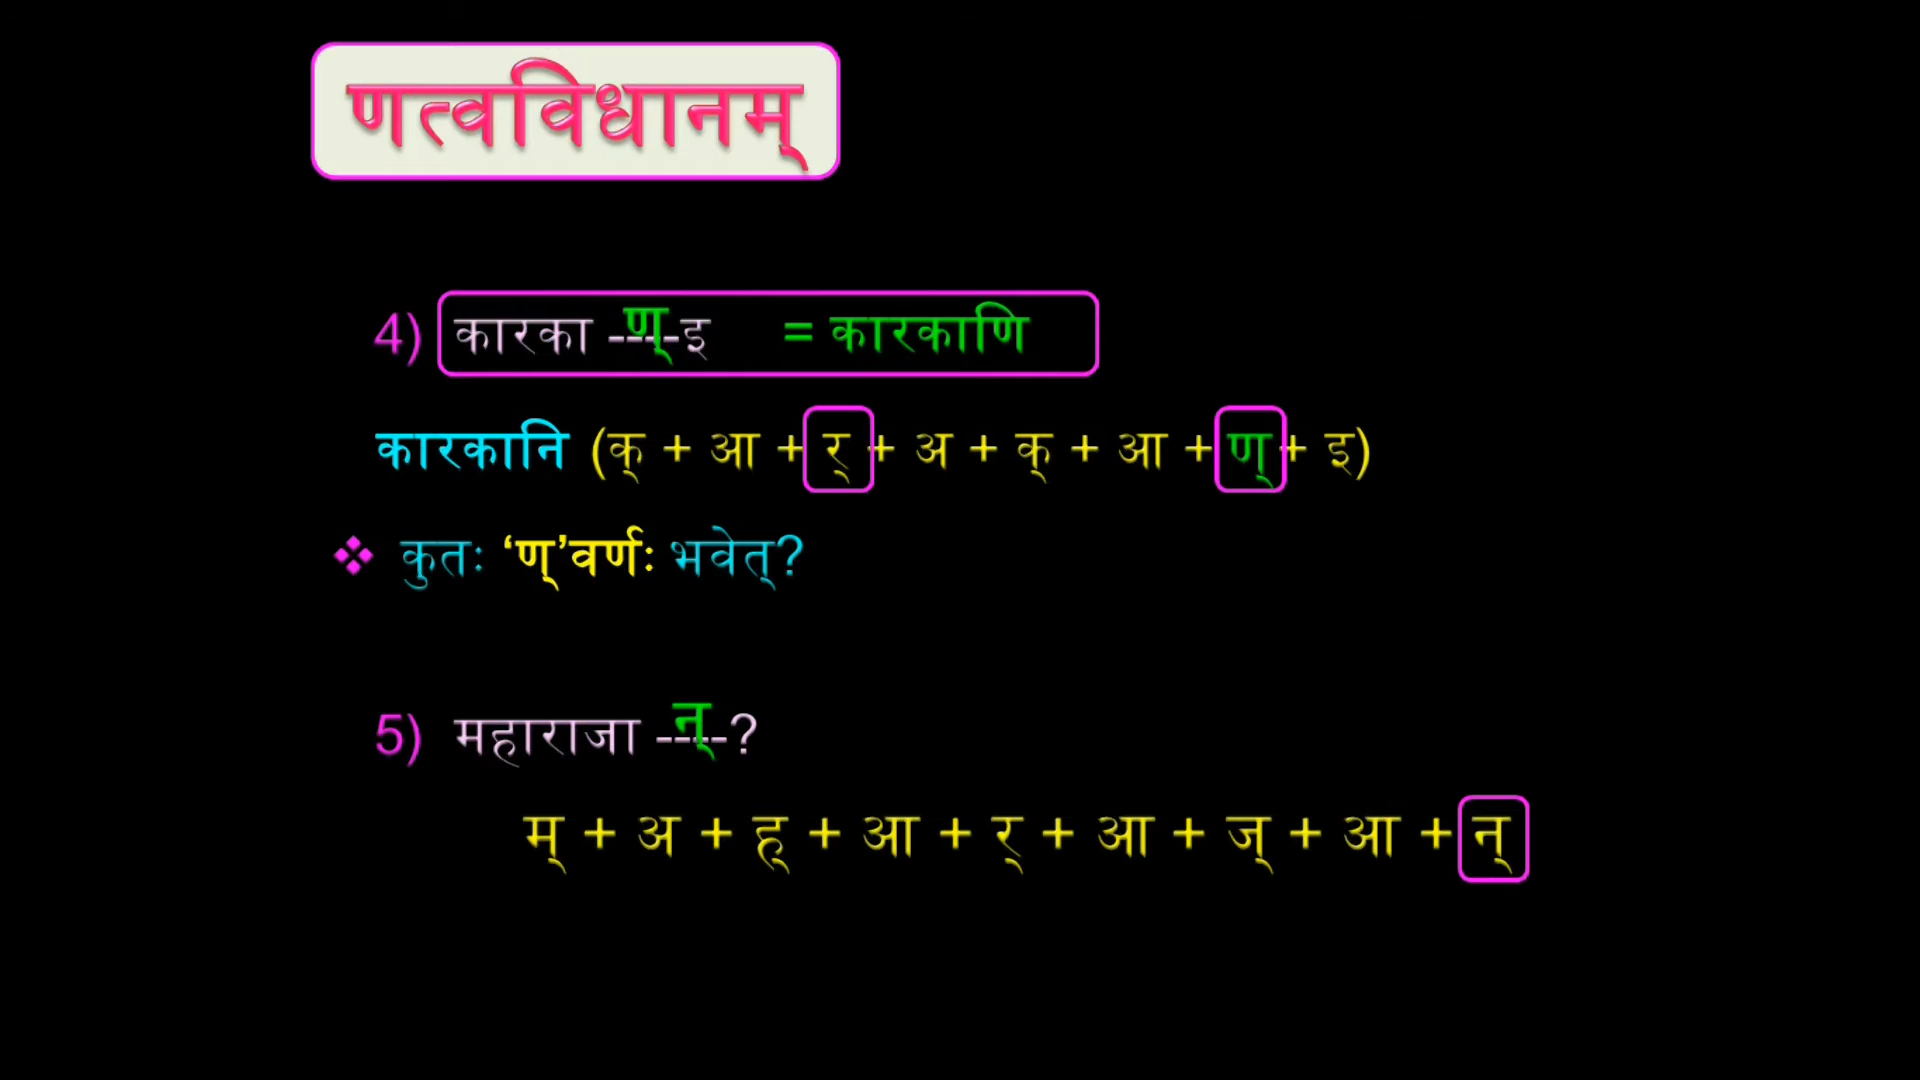 णत्वविधानम्
4) कारका -ण्-इ = कारकाणि
कारकानि (क् + आ + र् + अ + क् + आ + ण् + इ)
❖ कुतः ‘ण्’वर्णः भवेत्?
5) महाराजा -न्-?
म् + अ + ह् + आ + र् + आ + ज् + आ + न्